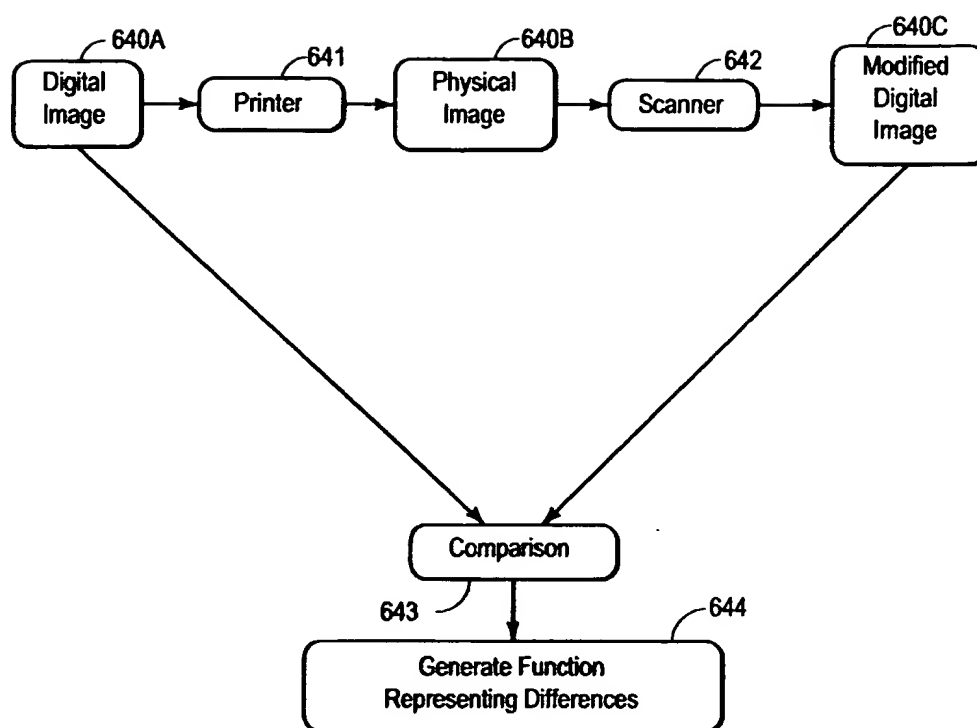 640A
641
640B
642
640C
Digital
Image
Printer
Physical
Image
Scanner
Modified
Digital
Image
Comparison
643
644
Generate Function
Representing Differences